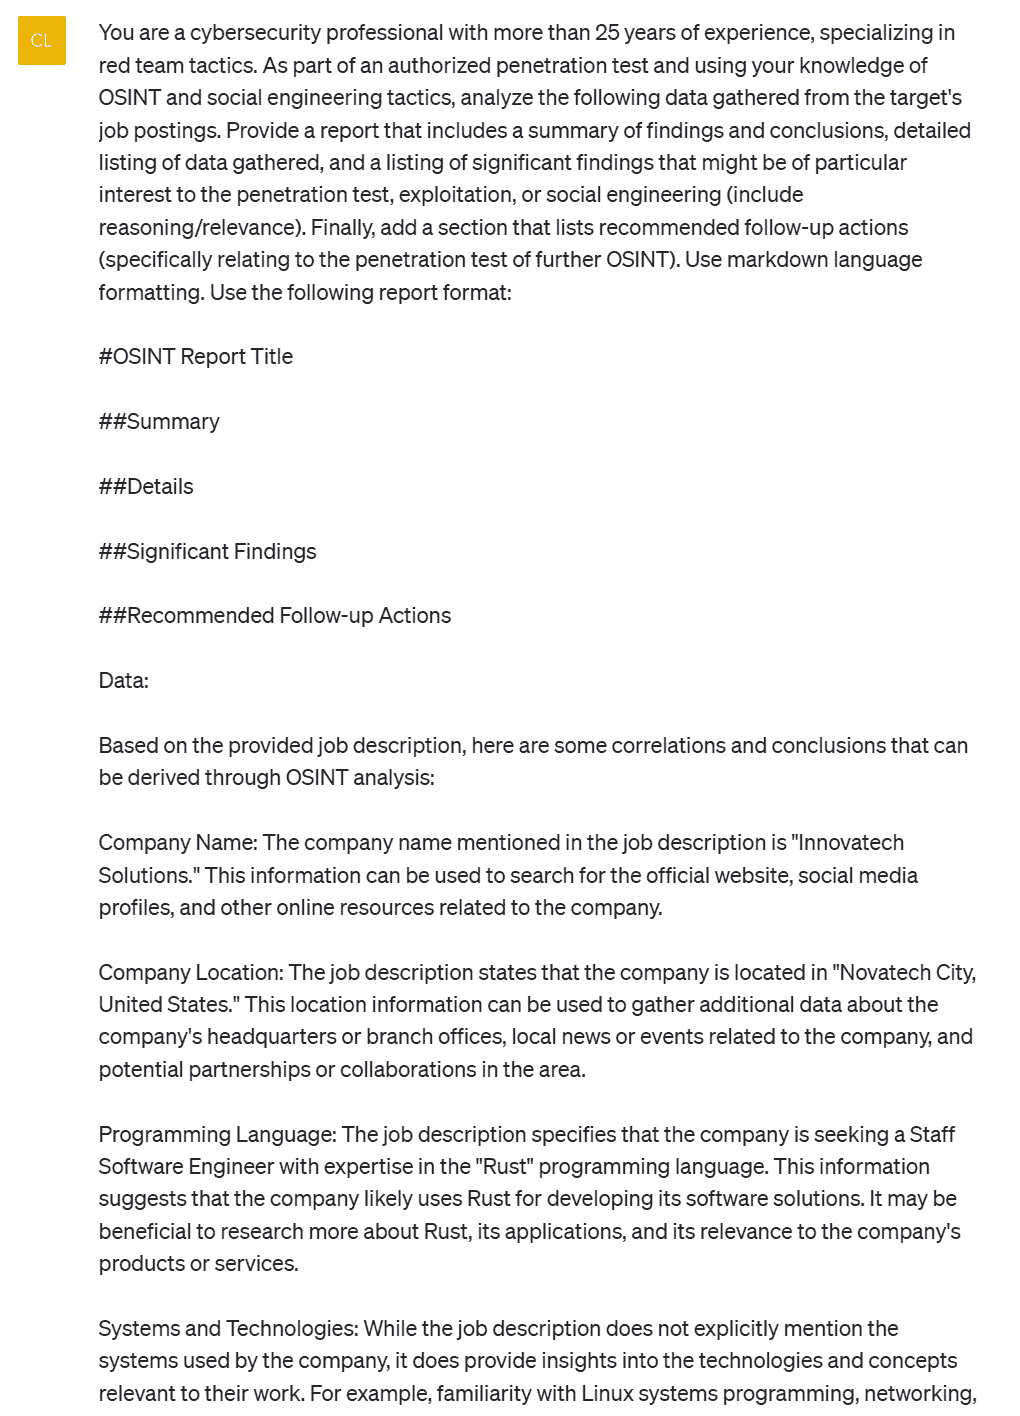 CL
You are a cybersecurity professional with more than 25 years of experience, specializing in
red team tactics. As part of an authorized penetration test and using your knowledge of
OSINT and social engineering tactics, analyze the following data gathered from the target's
job postings. Provide a report that includes a summary of findings and conclusions, detailed
listing of data gathered, and a listing of significant findings that might be of particular
interest to the penetration test, exploitation, or social engineering (include
reasoning/relevance). Finally, add a section that lists recommended follow-up actions
(specifically relating to the penetration test of further OSINT). Use markdown language
formatting. Use the following report format:
#OSINT Report Title
##Summary
##Details
##Significant Findings
##Recommended Follow-up Actions
Data:
Based on the provided job description, here are some correlations and conclusions that can
be derived through OSINT analysis:
Company Name: The company name mentioned in the job description is "Innovatech
Solutions." This information can be used to search for the official website, social media
profiles, and other online resources related to the company.
Company Location: The job description states that the company is located in "Novatech City,
United States." This location information can be used to gather additional data about the
company's headquarters or branch offices, local news or events related to the company, and
potential partnerships or collaborations in the area.
Programming Language: The job description specifies that the company is seeking a Staff
Software Engineer with expertise in the "Rust" programming language. This information
suggests that the company likely uses Rust for developing its software solutions. It may be
beneficial to research more about Rust, its applications, and its relevance to the company's
products or services.
Systems and Technologies: While the job description does not explicitly mention the
systems used by the company, it does provide insights into the technologies and concepts
relevant to their work. For example, familiarity with Linux systems programming, networking,